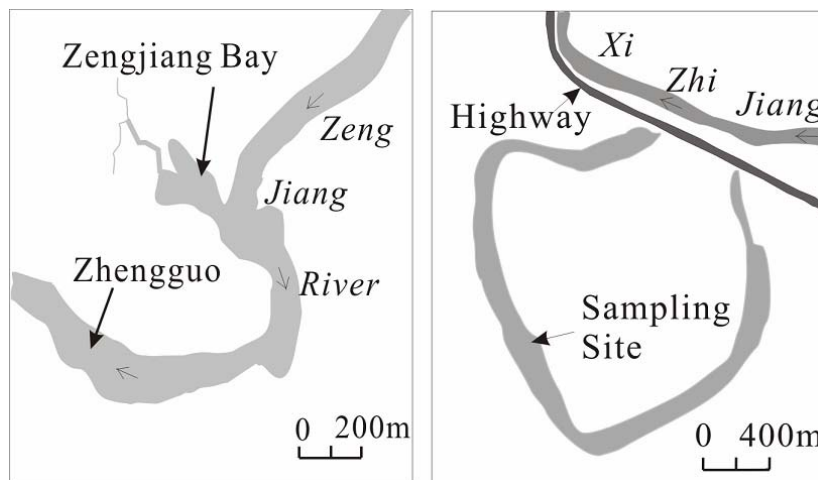 Zengjiang Bay
Zeng
Jiang
River
Zhengguo
0 200m
Xi
Zhi
Jiang
Highway
Sampling
Site
0 400m